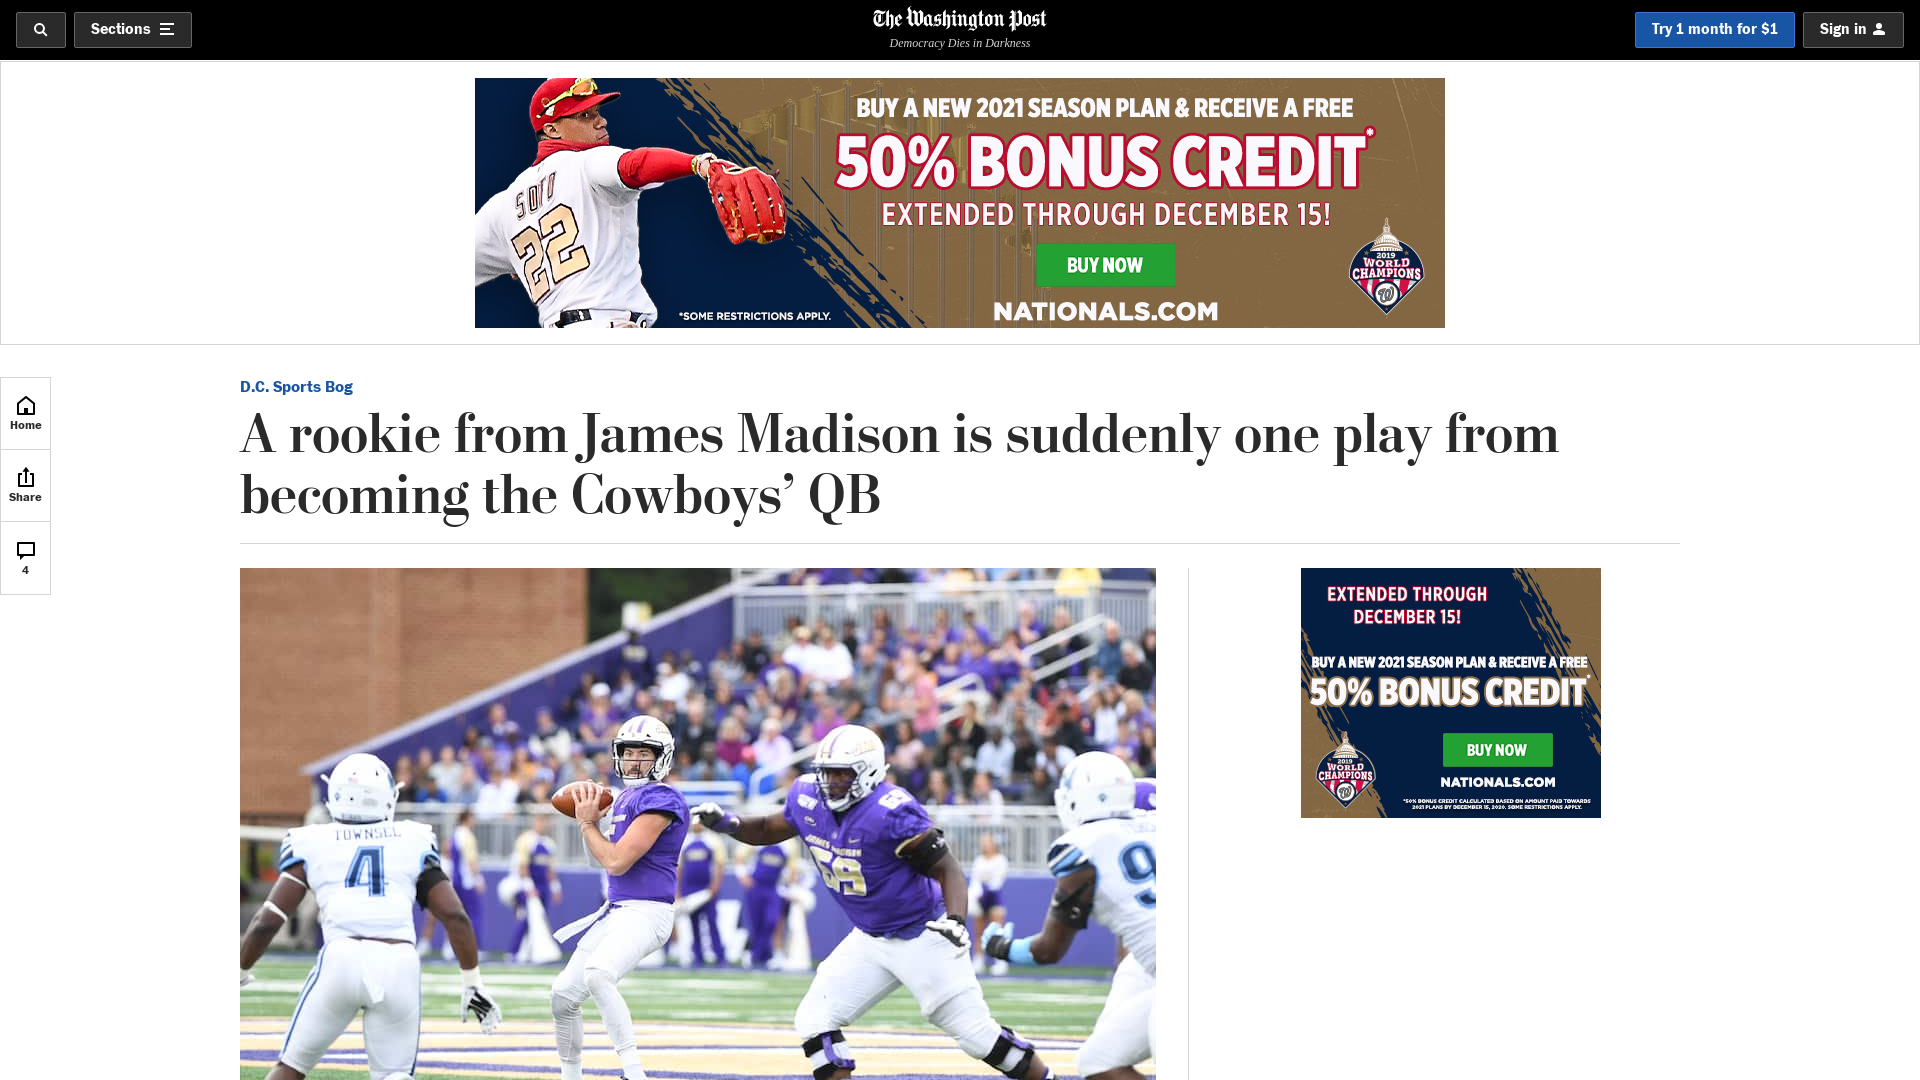 Sections
The Washington Post
Democracy Dies in Darkness
Try 1 month for $1
Sign in
BUY A NEW 2021 SEASON PLAN & RECEIVE A FREE
50% BONUS CREDIT*
EXTENDED THROUGH DECEMBER 15!
BUY NOW
NATIONALS.COM
*SOME RESTRICTIONS APPLY.
22
2019
WORLD
CHAMPIONS
W
Home
Share
4
D.C. Sports Bog
A rookie from James Madison is suddenly one play from
becoming the Cowboys’ QB
TOWNSEL
4
JAMES MADISON
59
9
EXTENDED THROUGH
DECEMBER 15!
BUY A NEW 2021 SEASON PLAN & RECEIVE A FREE
50% BONUS CREDIT*
BUY NOW
NATIONALS.COM
2019
WORLD
CHAMPIONS
W
*50% BONUS CREDIT CALCULATED BASED ON AMOUNT PAID TOWARDS
2021 PLANS BY DECEMBER 15, 2020. SOME RESTRICTIONS APPLY.